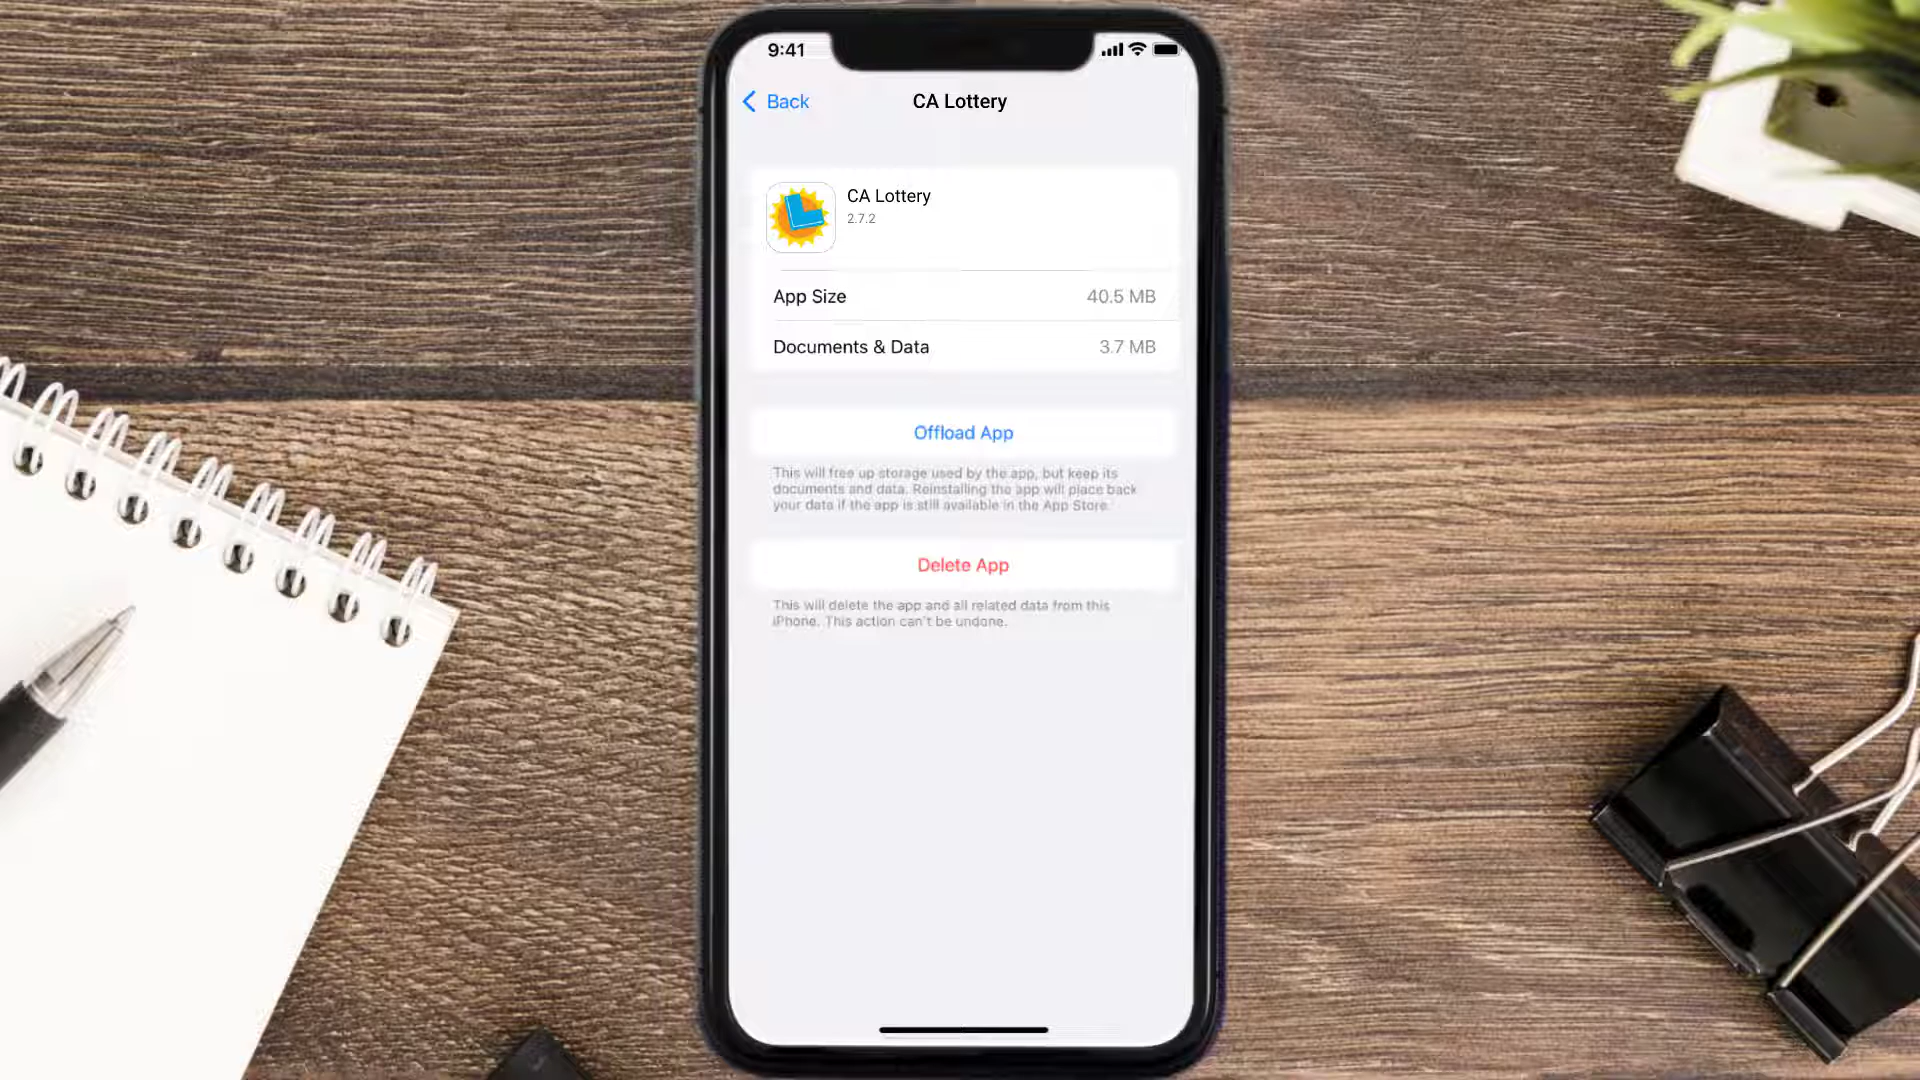 9:41
Back
CA Lottery
CA Lottery
2.7.2
App Size 40.5 MB
Documents & Data 3.7 MB
Offload App
This will free up storage used by the app, but keep its
documents and data. Reinstalling the app will place back
your data if the app is still available in the App Store.
Delete App
This will delete the app and all related data from this
iPhone. This action can't be undone.